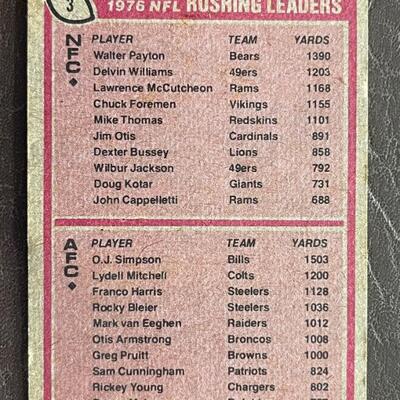 3
1976 NFL RUSHING LEADERS
NFC
PLAYER TEAM YARDS
Walter Payton Bears 1390
Delvin Williams 49ers 1203
Lawrence McCutcheon Rams 1168
Chuck Foremen Vikings 1155
Mike Thomas Redskins 1101
Jim Otis Cardinals 891
Dexter Bussey Lions 858
Wilbur Jackson 49ers 792
Doug Kotar Giants 731
John Cappelletti Rams 688
AFC
PLAYER TEAM YARDS
O.J. Simpson Bills 1503
Lydell Mitchell Colts 1200
Franco Harris Steelers 1128
Rocky Bleier Steelers 1036
Mark van Eeghen Raiders 1012
Otis Armstrong Broncos 1008
Greg Pruitt Browns 1000
Sam Cunningham Patriots 824
Rickey Young Chargers 802